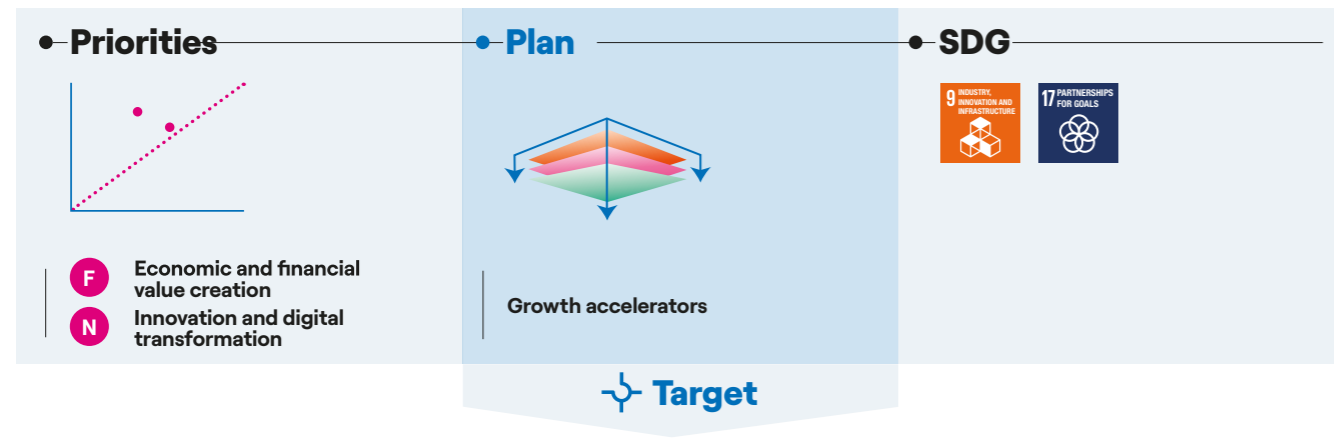 Priorities
Plan
SDG
9 INDUSTRY,
INNOVATION AND
INFRASTRUCTURE
17 PARTNERSHIPS
FOR GOALS
F
Economic and financial
value creation
N
Innovation and digital
transformation
Growth accelerators
Target